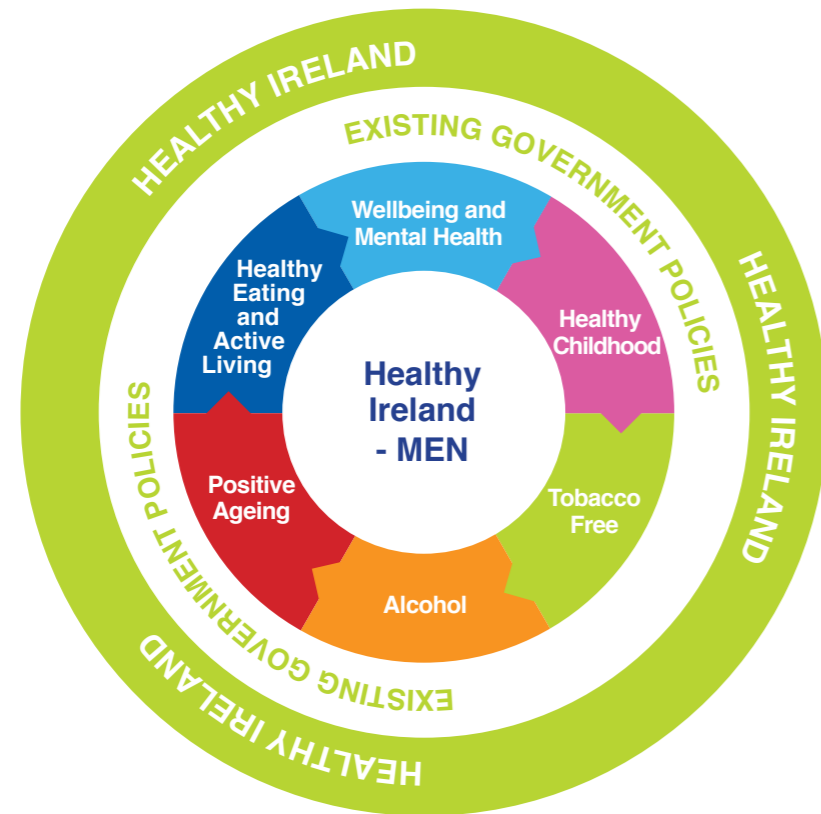 HEALTHY IRELAND
EXISTING GOVERNMENT POLICIES
HEALTHY IRELAND
Wellbeing and
Mental Health
Healthy
Childhood
Tobacco
Free
Alcohol
Positive
Ageing
Healthy
Eating
and
Active
Living
Healthy
Ireland
- MEN
EXISTING GOVERNMENT POLICIES
HEALTHY IRELAND